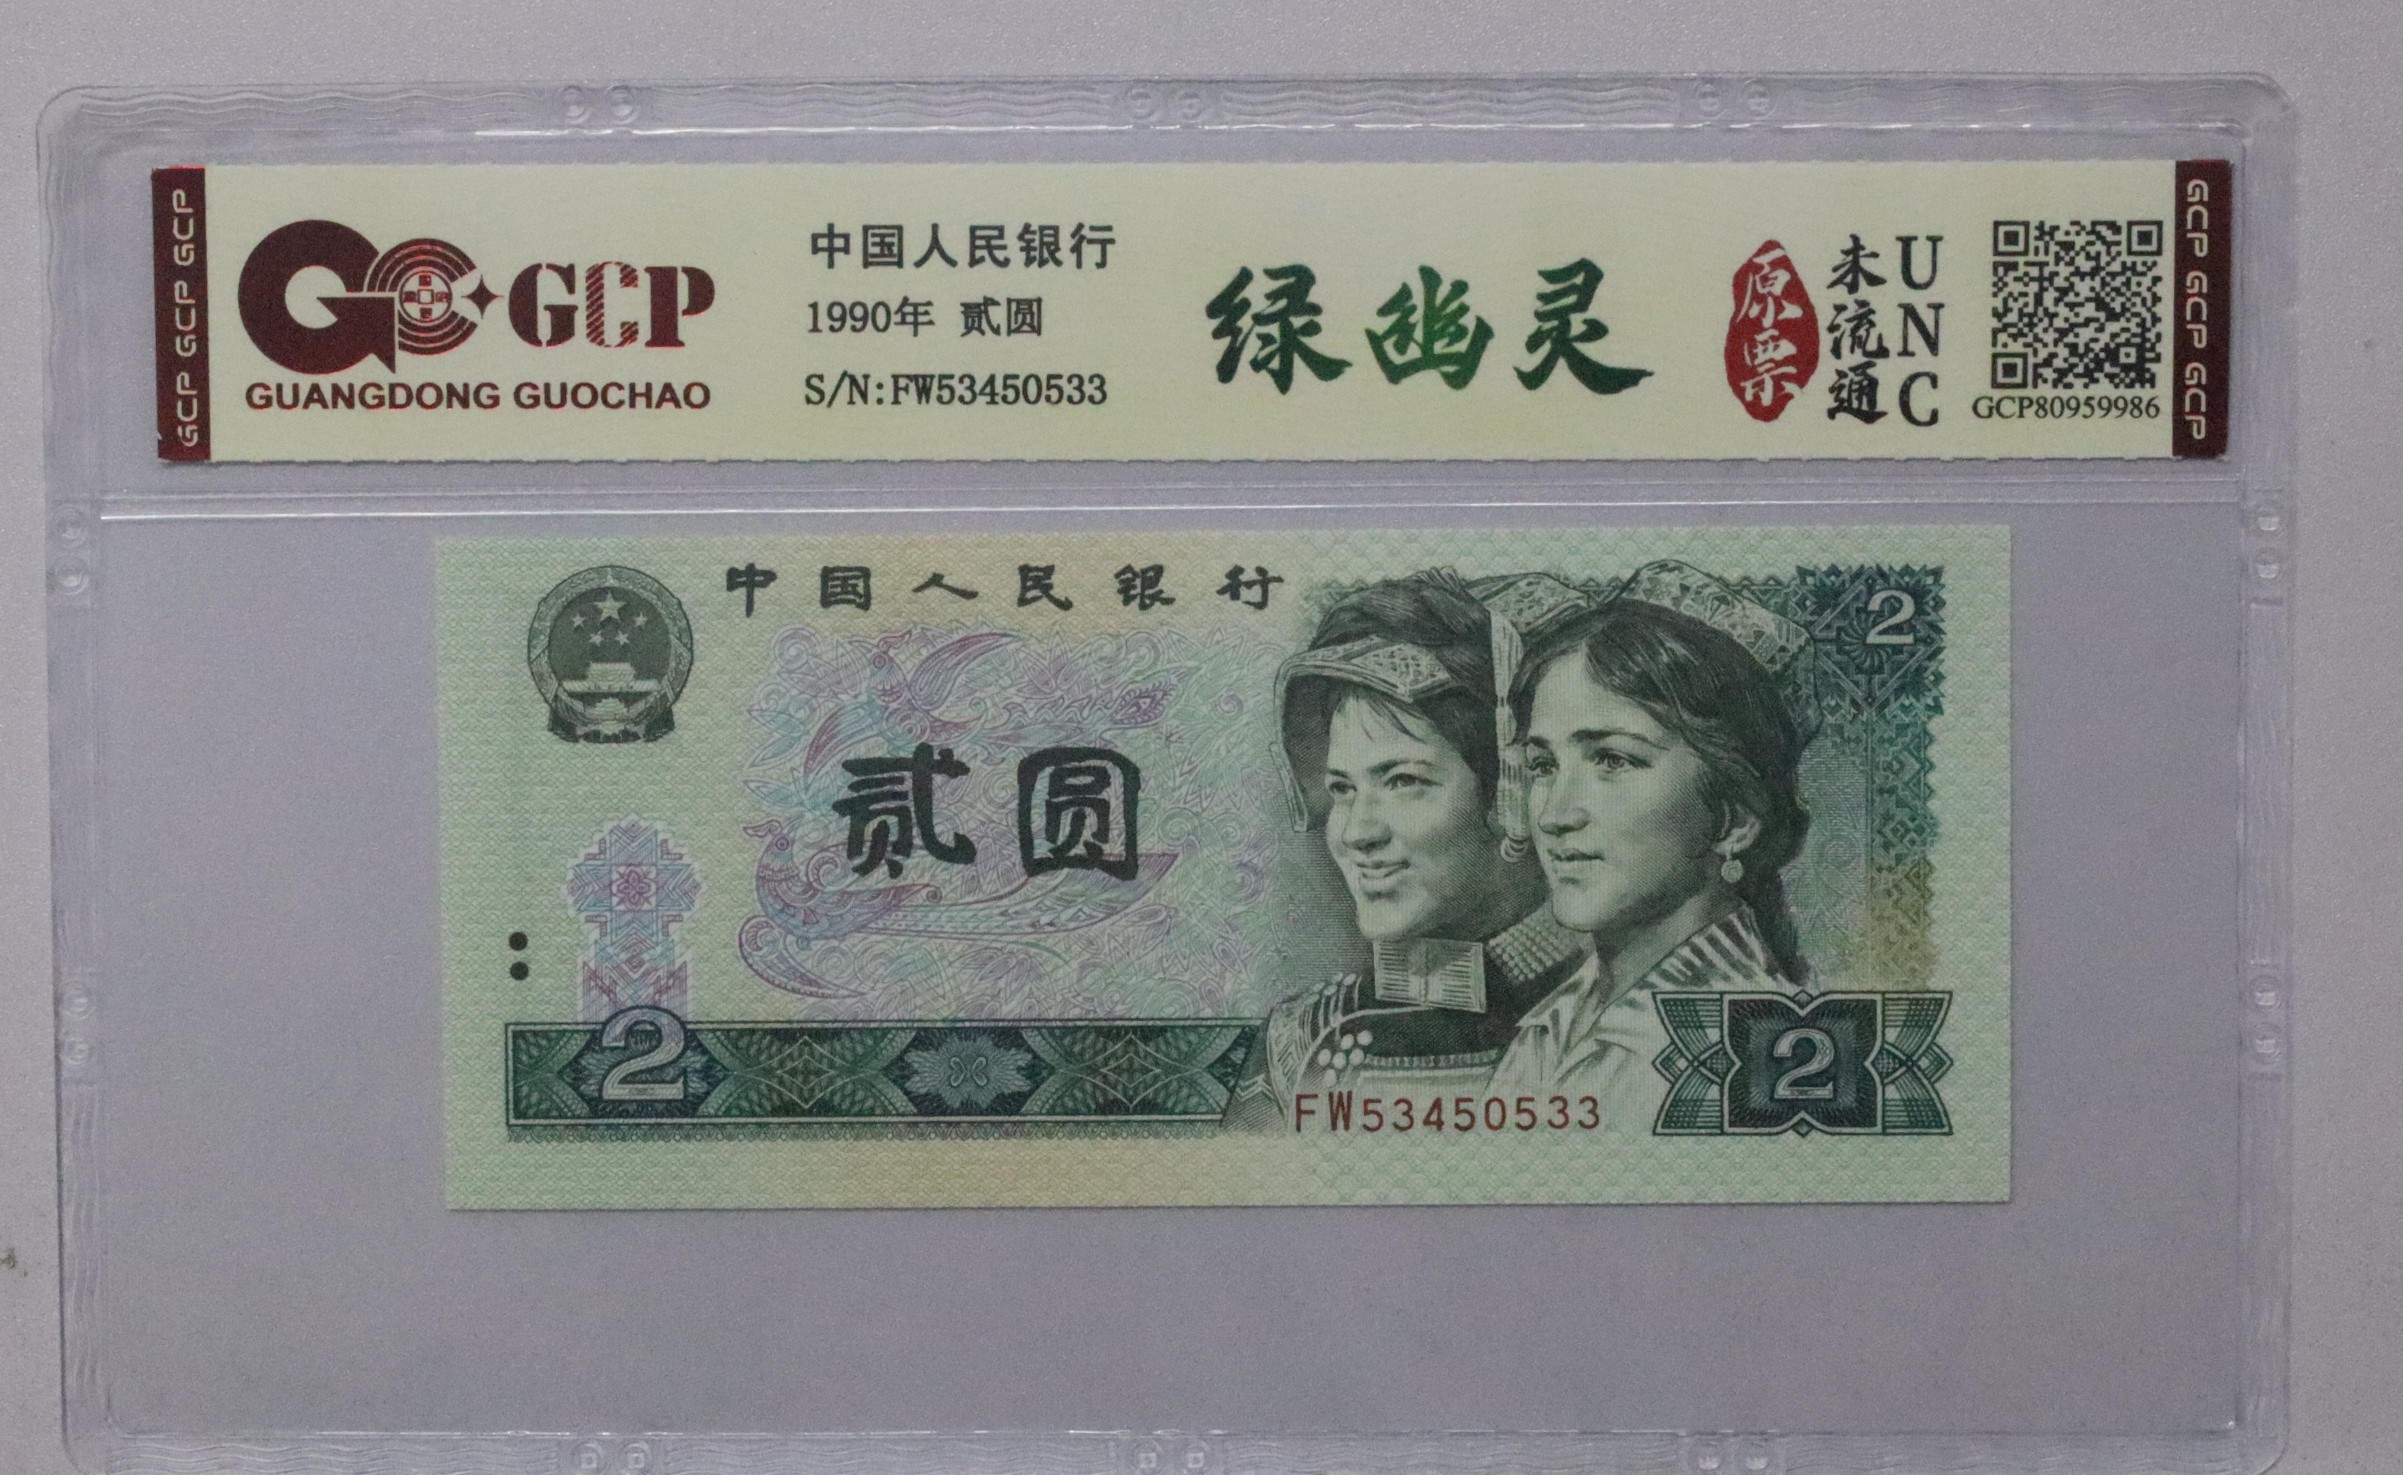 GCP GCP GCP
GCP
GUANGDONG GUOCHAO
中国人民银行
1990年 贰圆
S/N:FW53450533
绿幽灵
原票
未流通
UNC
GCP80959986
GCP GCP GCP
中国人民银行
2
贰圆
2
FW53450533
2